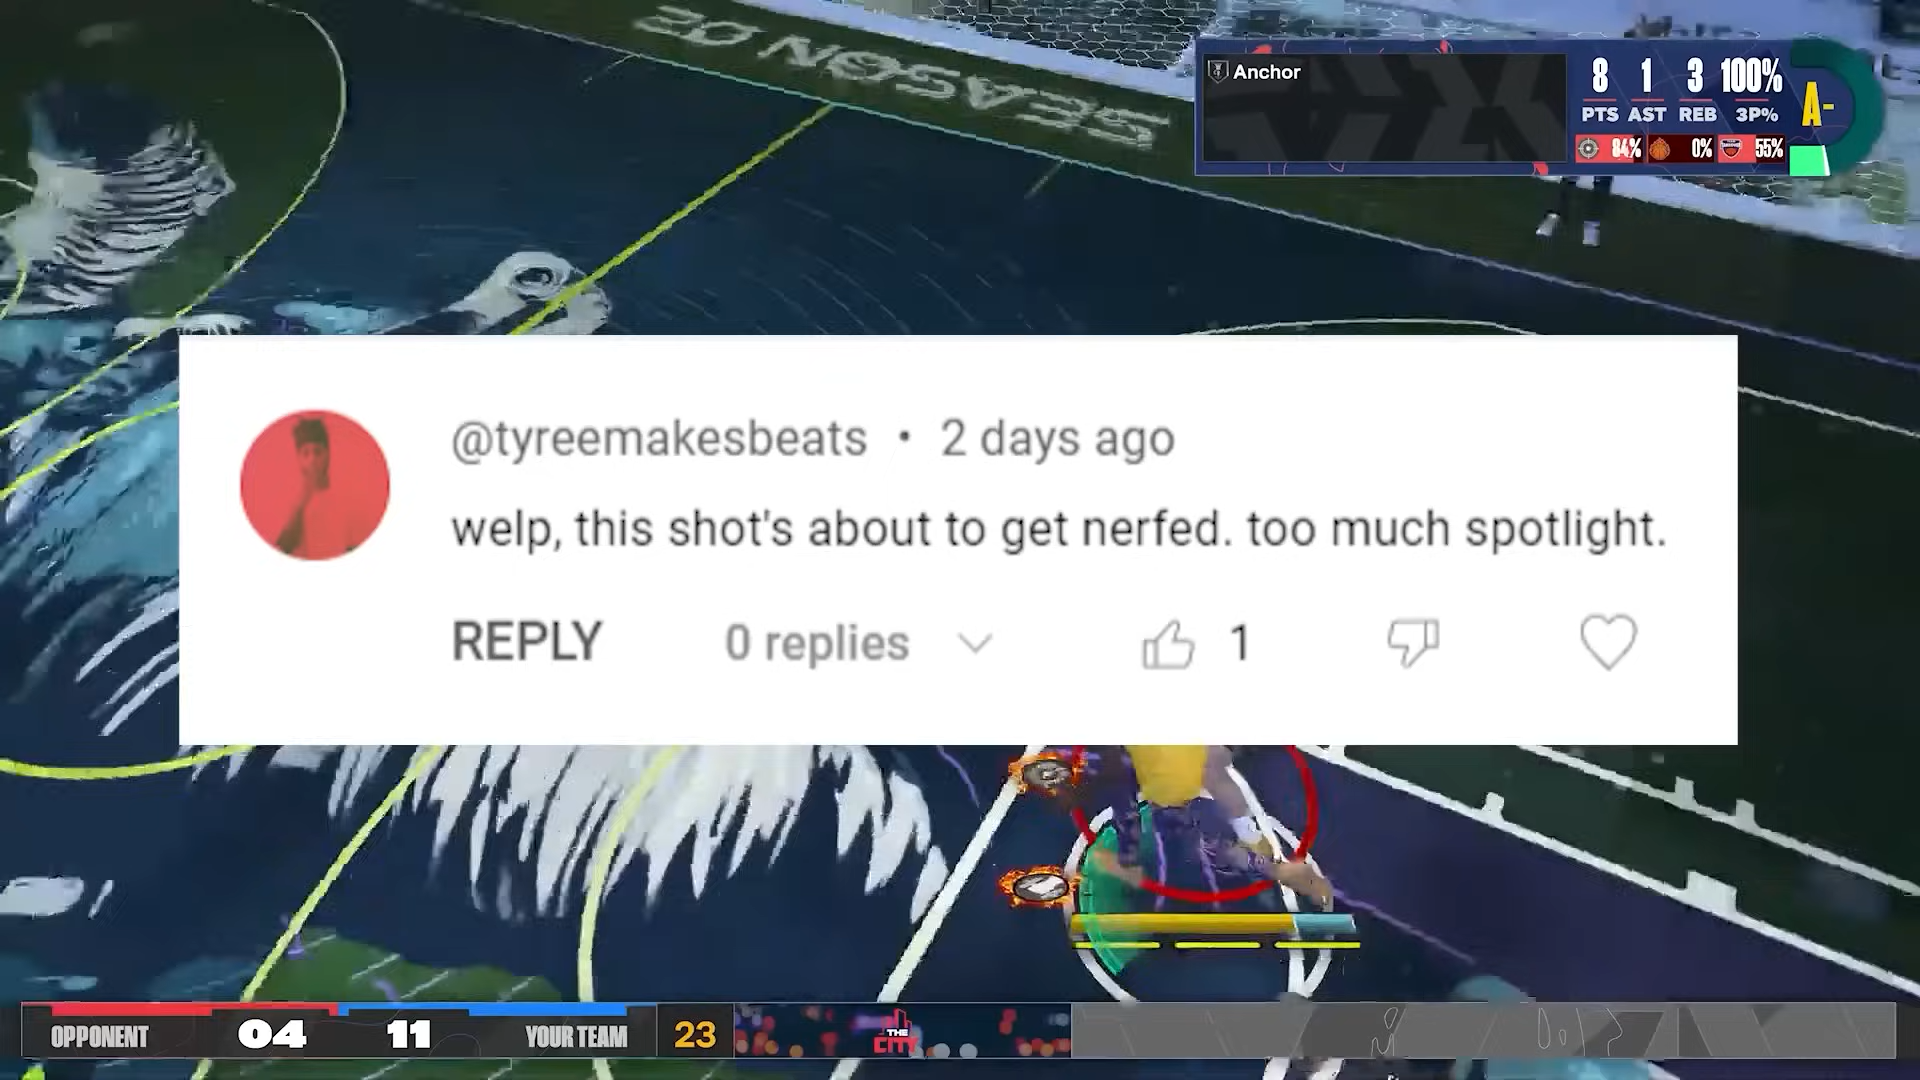 SEASON 02
Anchor
8 1 3 100% A-
PTS AST REB 3P%
84% 0% 55%
@tyreemakesbeats • 2 days ago
welp, this shot's about to get nerfed. too much spotlight.
REPLY 0 replies 1
OPPONENT 04 11 YOUR TEAM 23 THE CITY